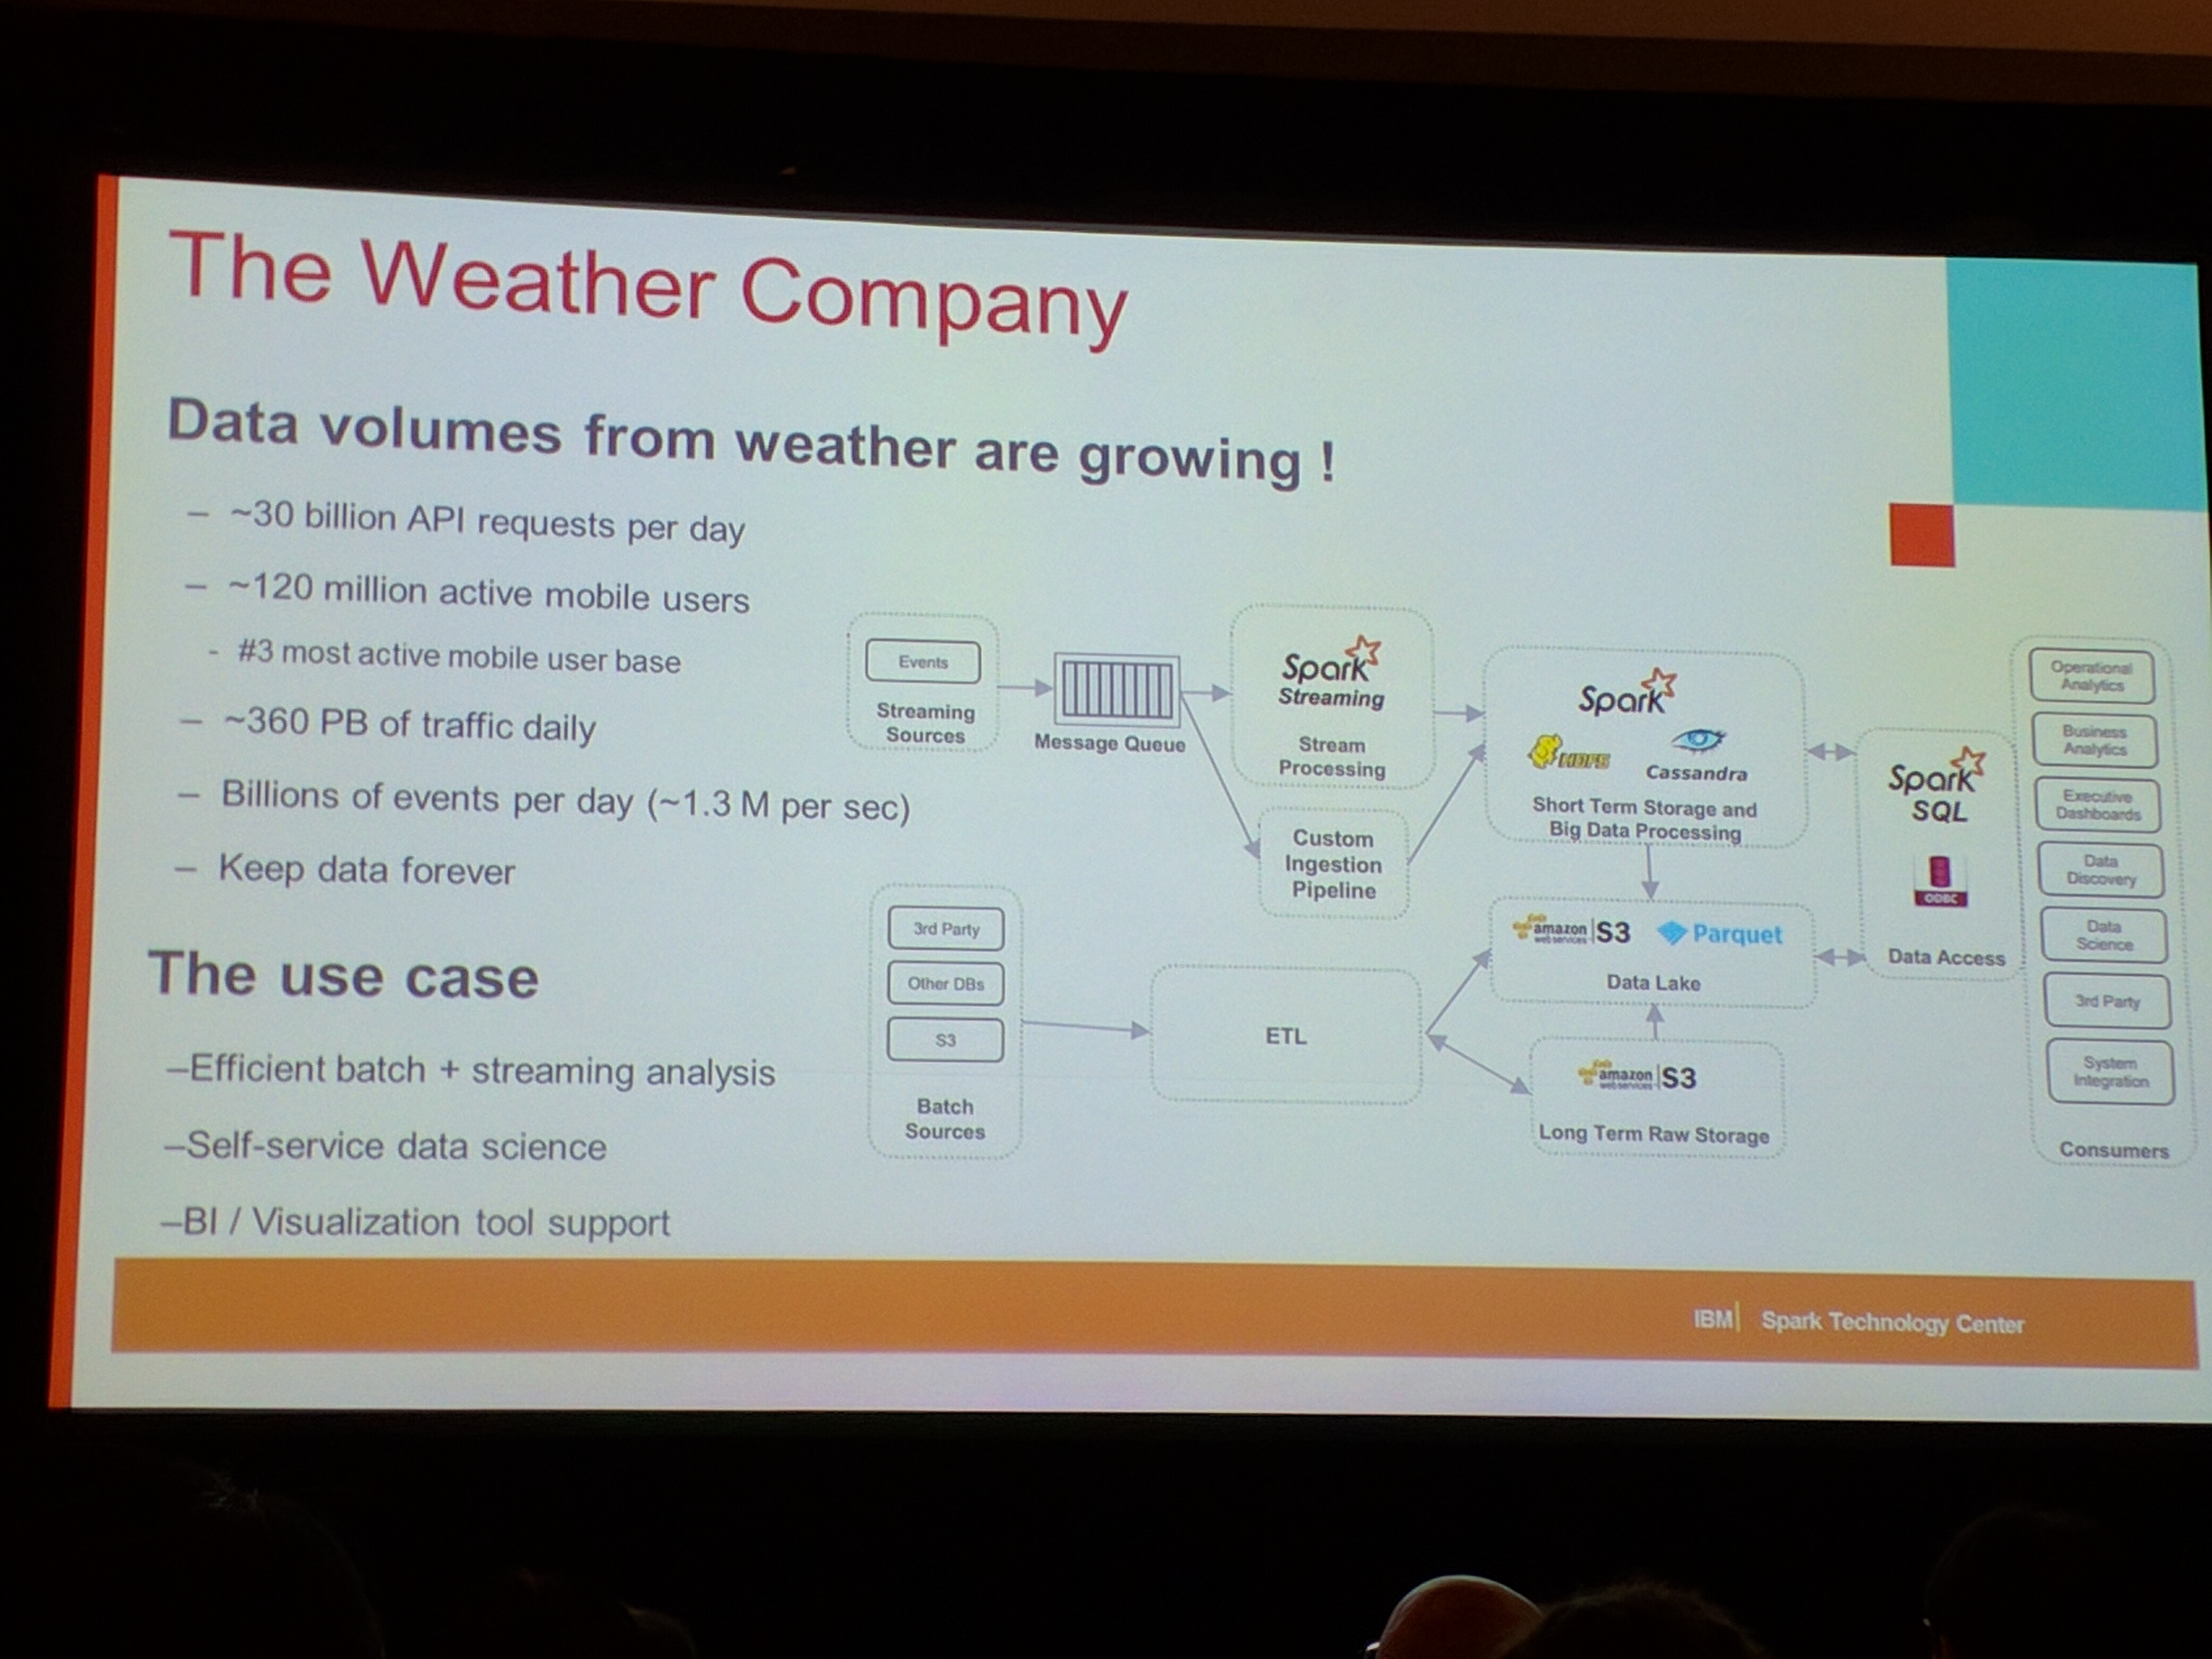 The Weather Company
Data volumes from weather are growing !
– ~30 billion API requests per day
– ~120 million active mobile users
- #3 most active mobile user base
– ~360 PB of traffic daily
– Billions of events per day (~1.3 M per sec)
– Keep data forever
The use case
–Efficient batch + streaming analysis
–Self-service data science
–BI / Visualization tool support
Events
Streaming
Sources
Message Queue
Spark
Streaming
Stream
Processing
Custom
Ingestion
Pipeline
Spark
HDFS
Cassandra
Short Term Storage and
Big Data Processing
3rd Party
Other DBs
S3
Batch
Sources
ETL
amazon
web services
S3
Parquet
Data Lake
amazon
web services
S3
Long Term Raw Storage
Spark
SQL
ODBC
Data Access
Operational
Analytics
Business
Analytics
Executive
Dashboards
Data
Discovery
Data
Science
3rd Party
System
Integration
Consumers
IBM | Spark Technology Center